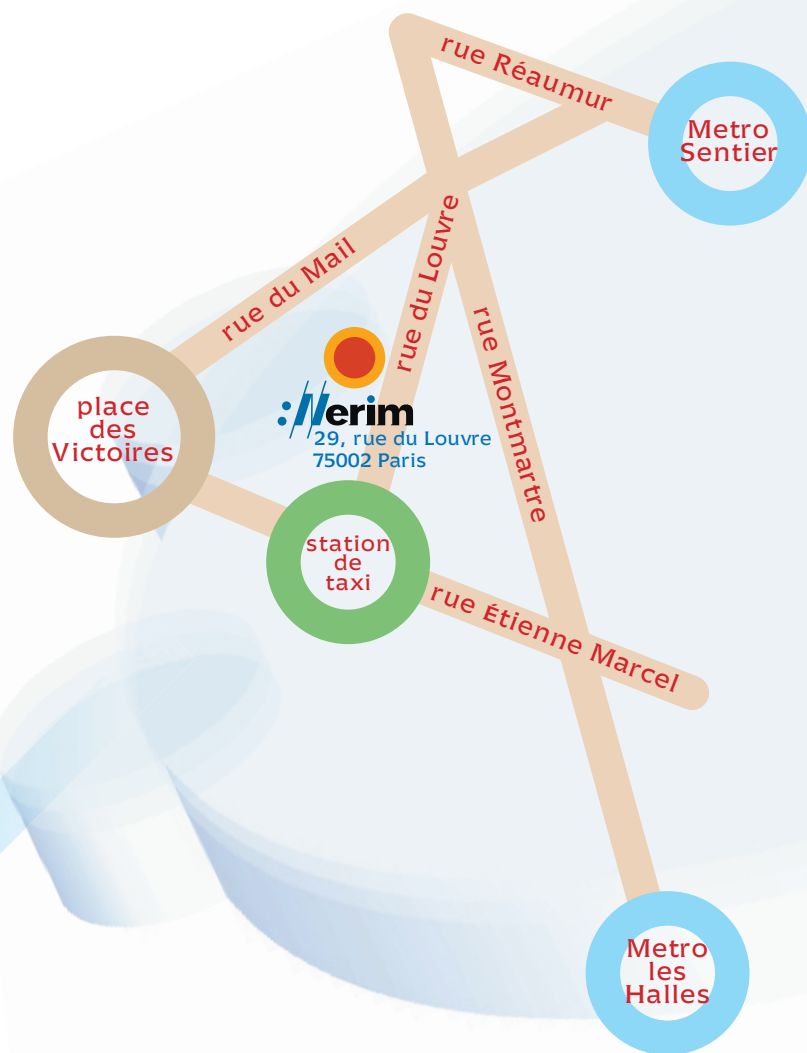 rue Réaumur
Metro
Sentier
rue du Mail
rue du Louvre
rue Montmartre
place
des
Victoires
:Nerim
29, rue du Louvre
75002 Paris
station
de
taxi
rue Étienne Marcel
Metro
les
Halles